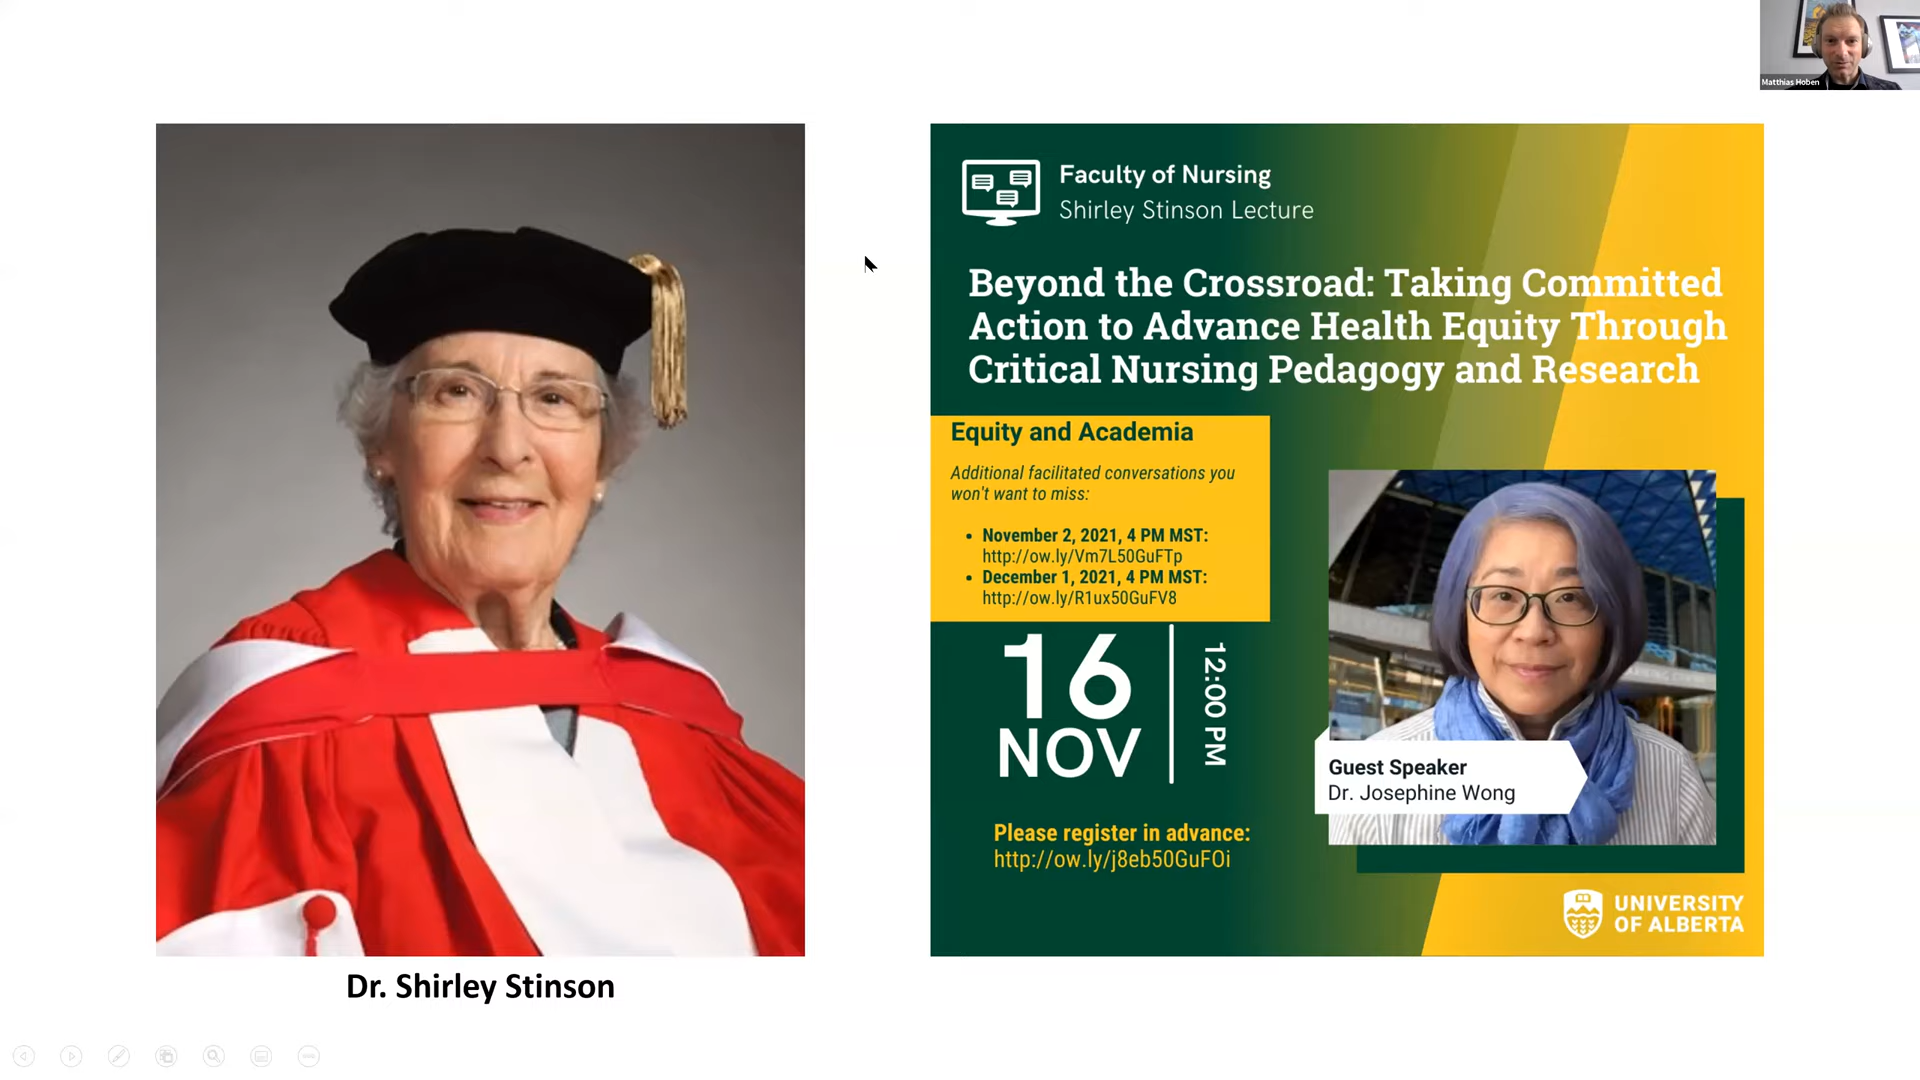 Matthias Hoben
Faculty of Nursing
Shirley Stinson Lecture
Beyond the Crossroad: Taking Committed
Action to Advance Health Equity Through
Critical Nursing Pedagogy and Research
Equity and Academia
Additional facilitated conversations you
won't want to miss:
• November 2, 2021, 4 PM MST:
http://ow.ly/Vm7L50GuFTp
• December 1, 2021, 4 PM MST:
http://ow.ly/R1ux50GuFV8
16
NOV
12:00 PM
Guest Speaker
Dr. Josephine Wong
Please register in advance:
http://ow.ly/j8eb50GuFOi
UNIVERSITY
OF ALBERTA
Dr. Shirley Stinson